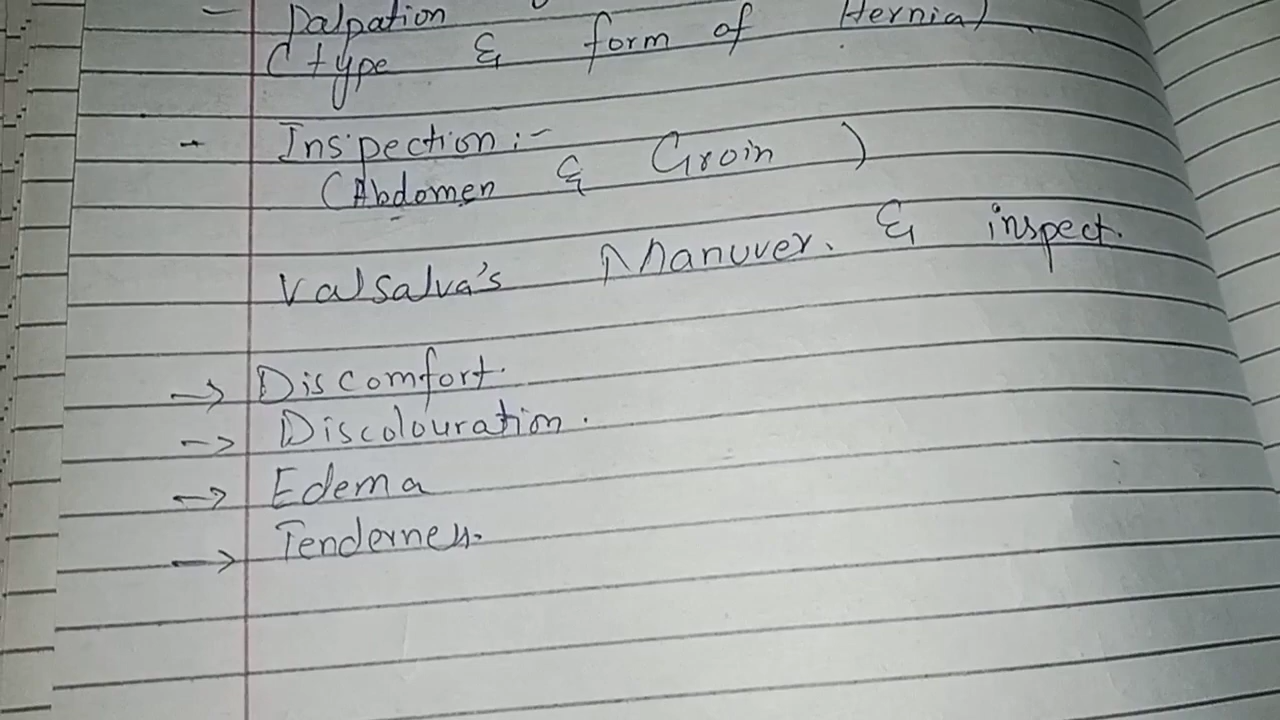 - Palpation
(type & form of Hernia)
- Inspection :-
(Abdomen & Groin)
Valsalva's Manuver. & inspect.
→ Discomfort.
→ Discolouration.
→ Edema
→ Tenderness.